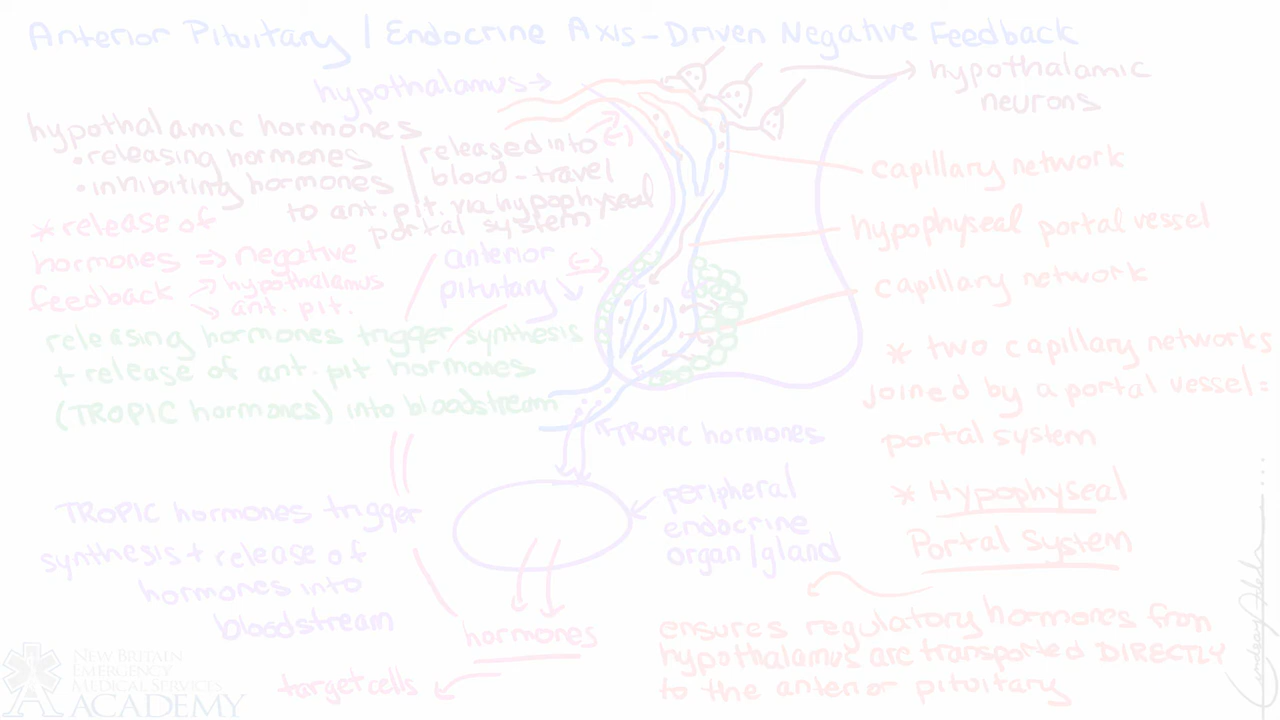 Anterior Pituitary | Endocrine Axis-Driven Negative Feedback
hypothalamus →
hypothalamic
neurons
hypothalamic hormones
• releasing hormones
• inhibiting hormones
released into
blood - travel
to ant. pit. via hypophyseal
portal system
(-)
capillary network
hypophyseal portal vessel
capillary network
* release of
hormones ⇒ negative
feedback → hypothalamus
→ ant. pit.
anterior
pitutary
(-)
releasing hormones trigger synthesis
+ release of ant. pit hormones
(TROPIC hormones) into bloodstream
* two capillary networks
joined by a portal vessel =
portal system
TROPIC hormones
* Hypophyseal
Portal System
peripheral
endocrine
organ/gland
TROPIC hormones trigger
synthesis + release of
hormones into
bloodstream
hormones
target cells
ensures regulatory hormones from
hypothalamus are transported DIRECTLY
to the anterior pituitary
NEW BRITAIN
EMERGENCY
MEDICAL SERVICES
ACADEMY